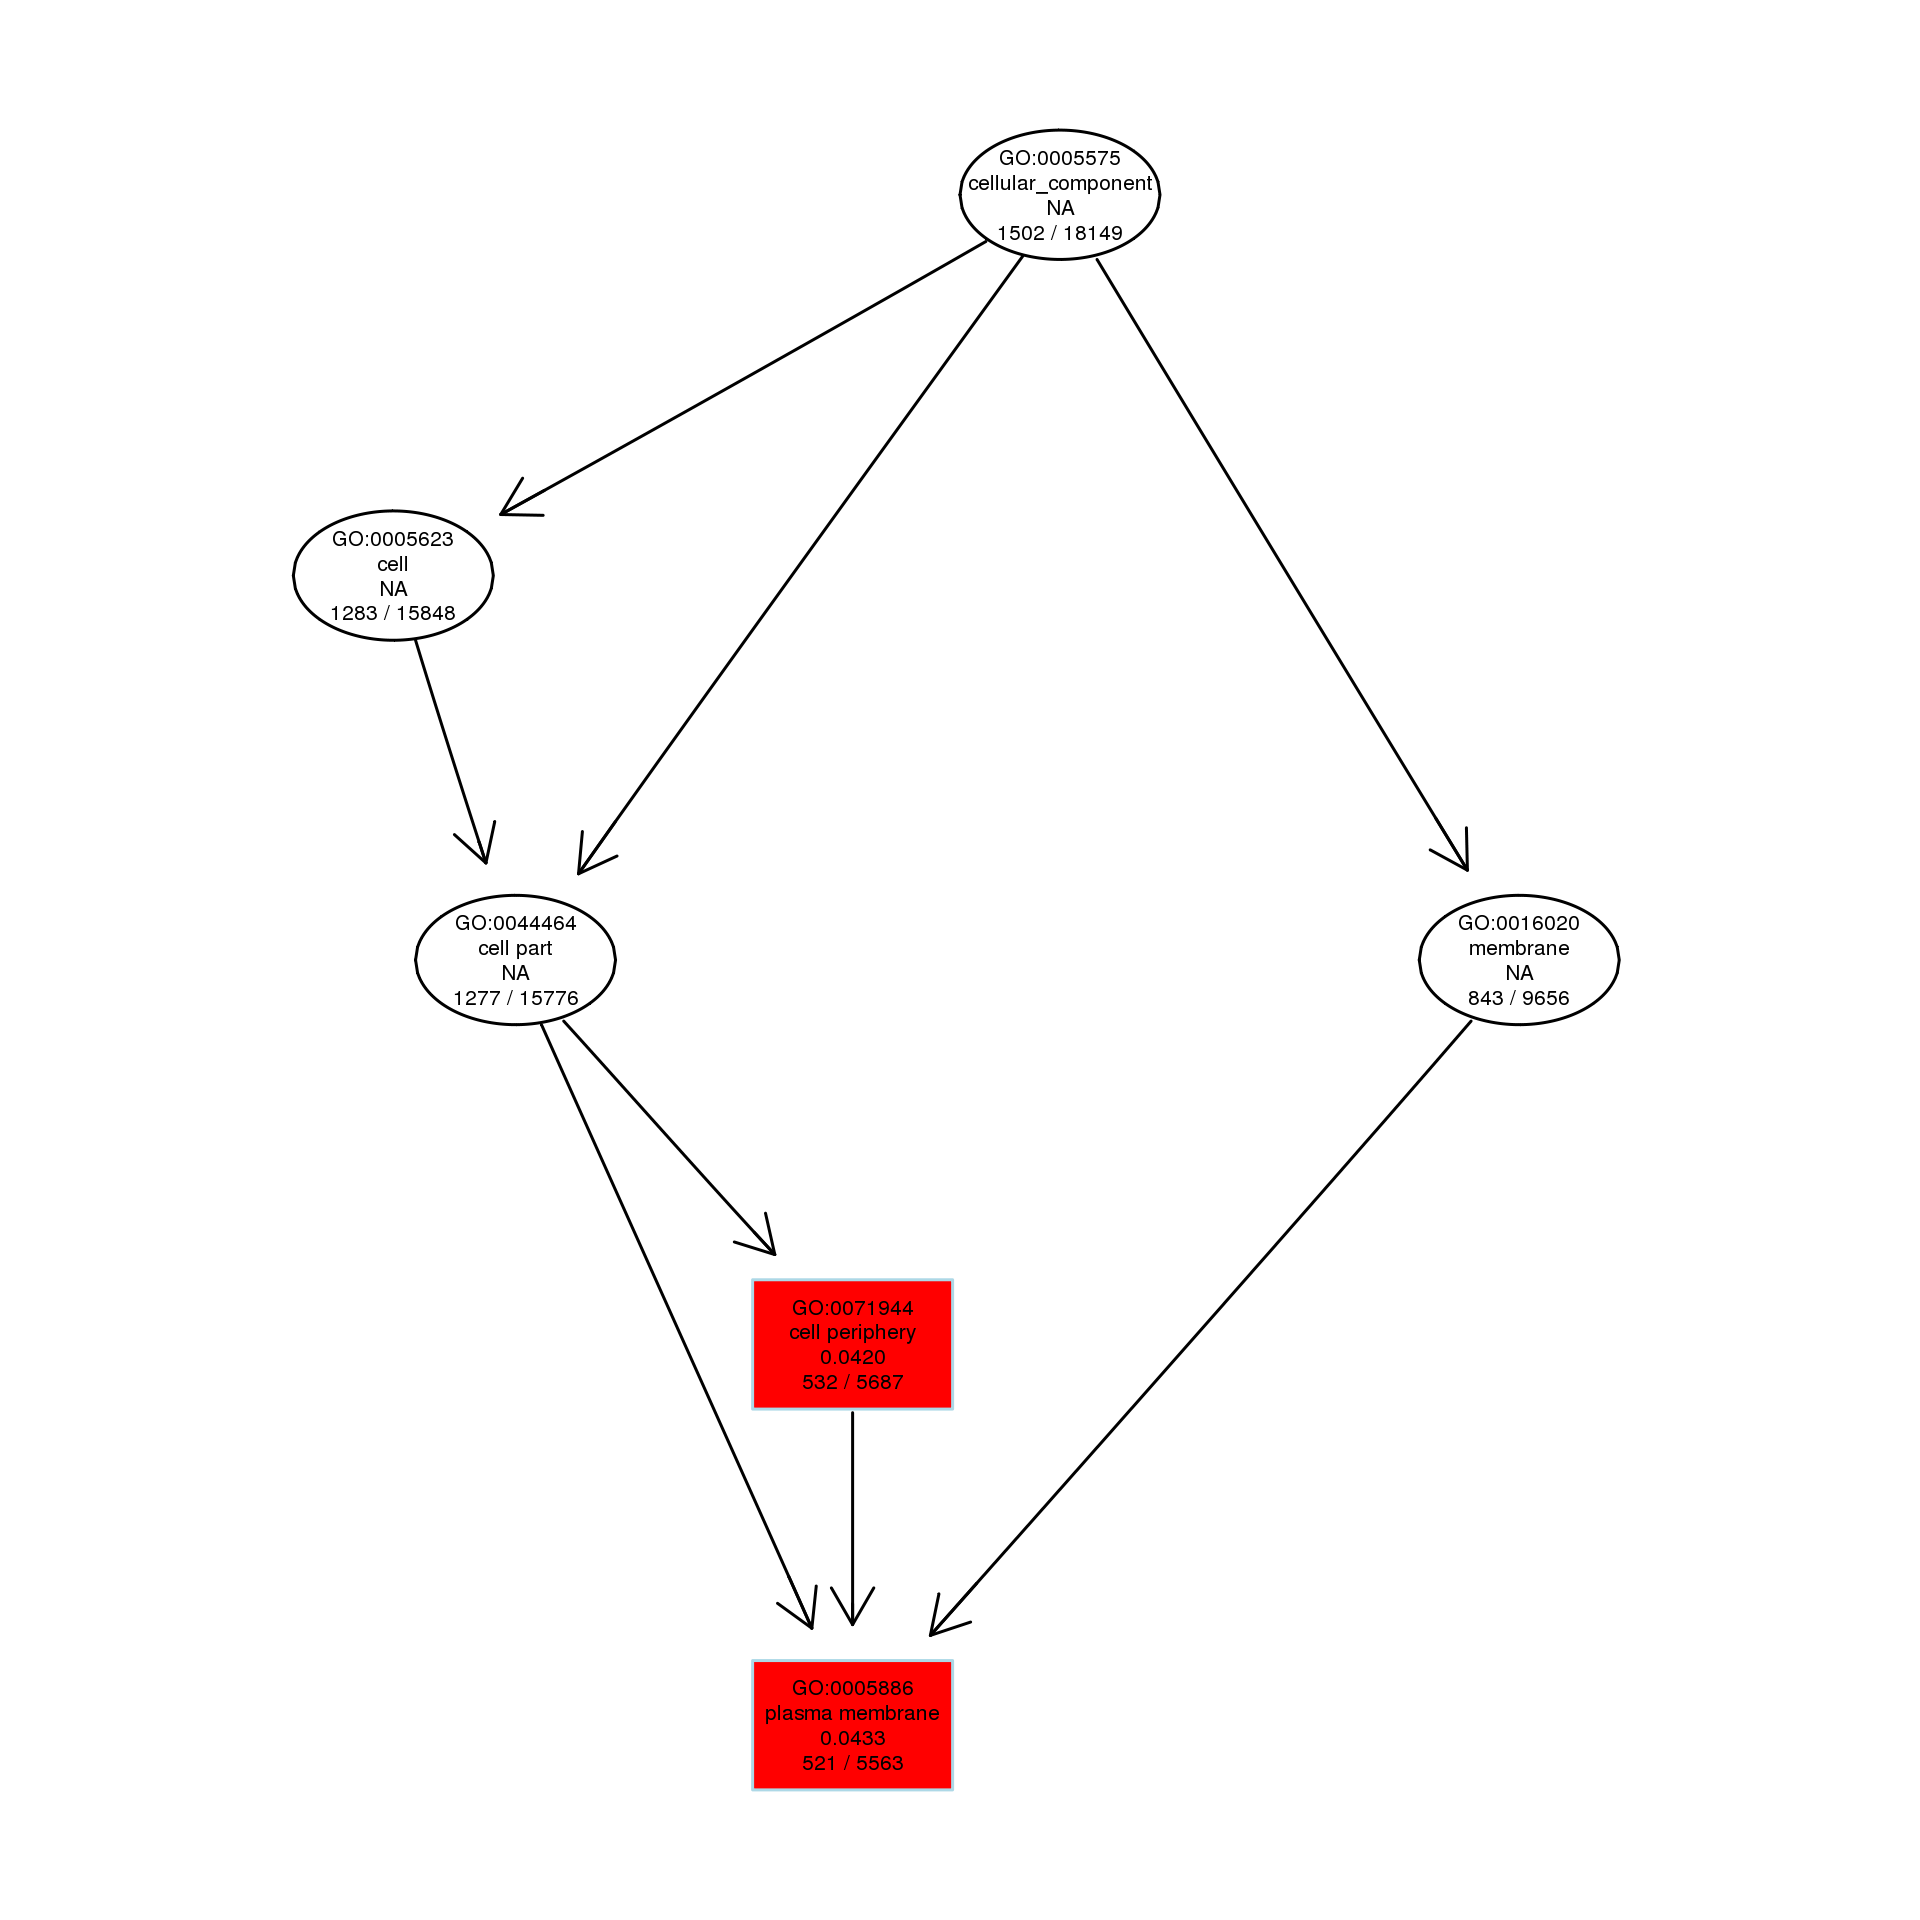 GO:0005575
cellular_component
NA
1502 / 18149
GO:0005623
cell
NA
1283 / 15848
GO:0044464
cell part
NA
1277 / 15776
GO:0016020
membrane
NA
843 / 9656
GO:0071944
cell periphery
0.0420
532 / 5687
GO:0005886
plasma membrane
0.0433
521 / 5563